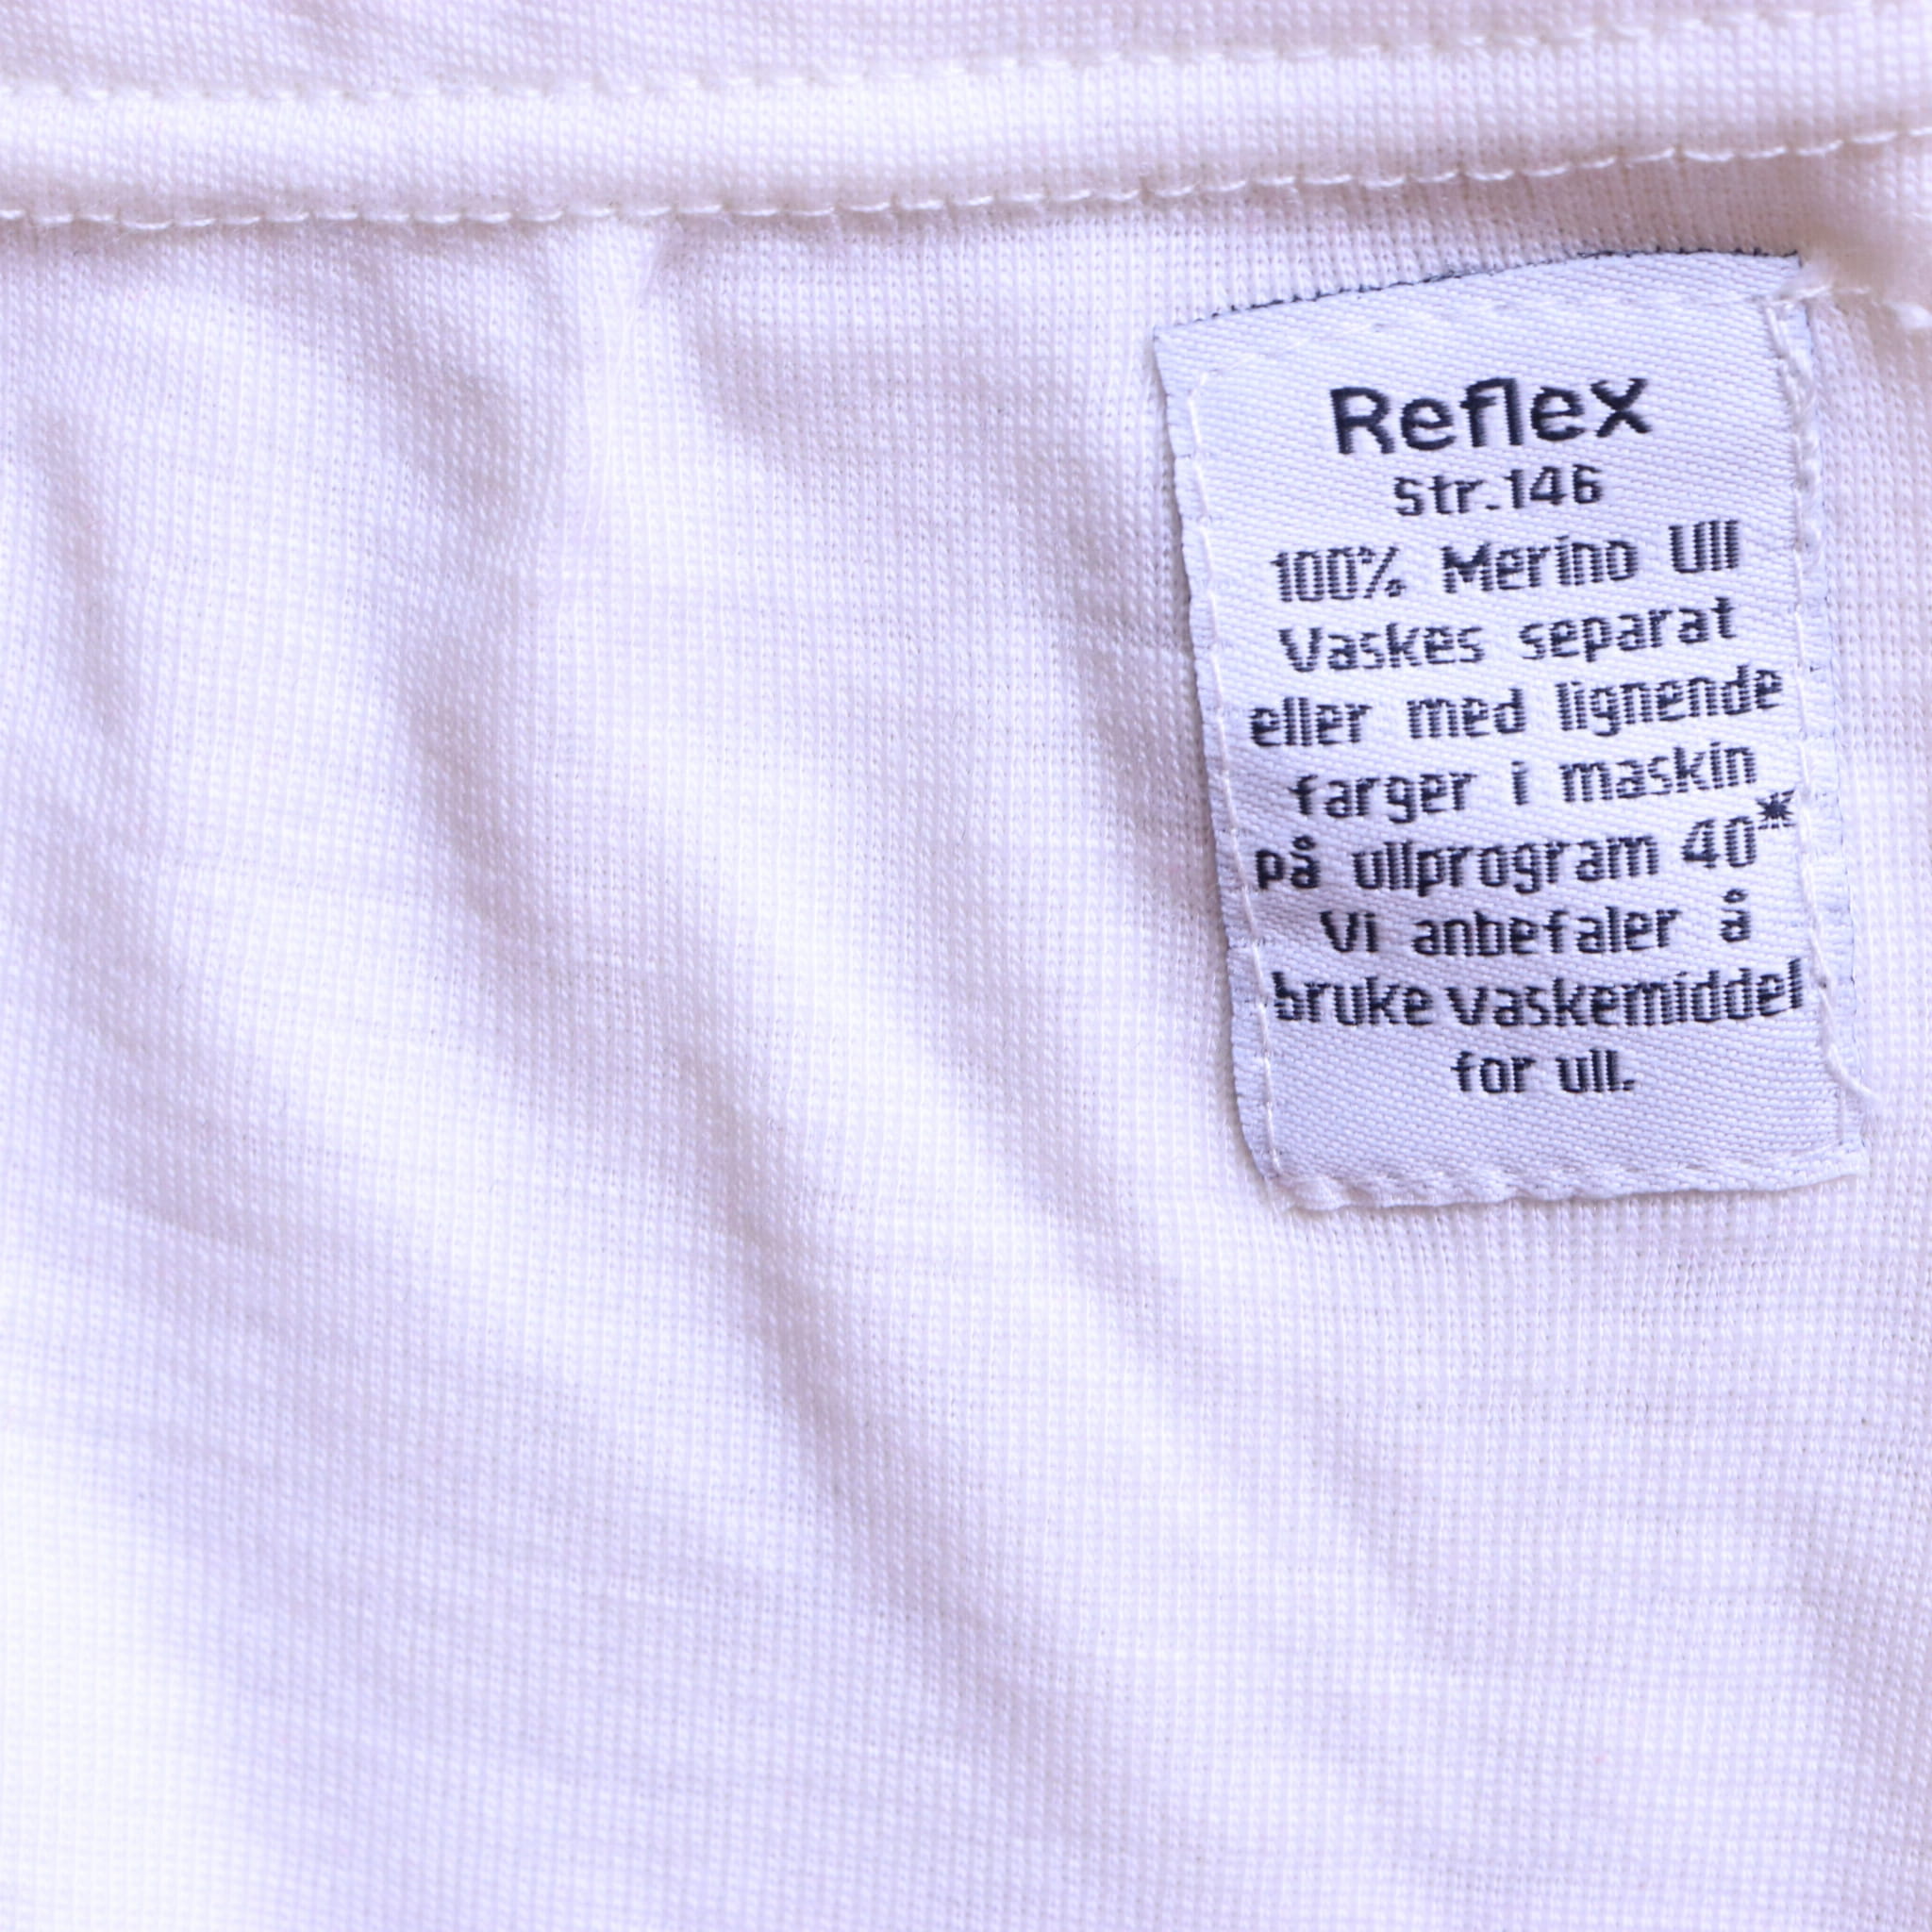 Reflex
Str.146
100% Merino Ull
Vaskes separat
eller med lignende
farger i maskin
på ullprogram 40*
Vi anbefaler å
bruke vaskemiddel
for ull.